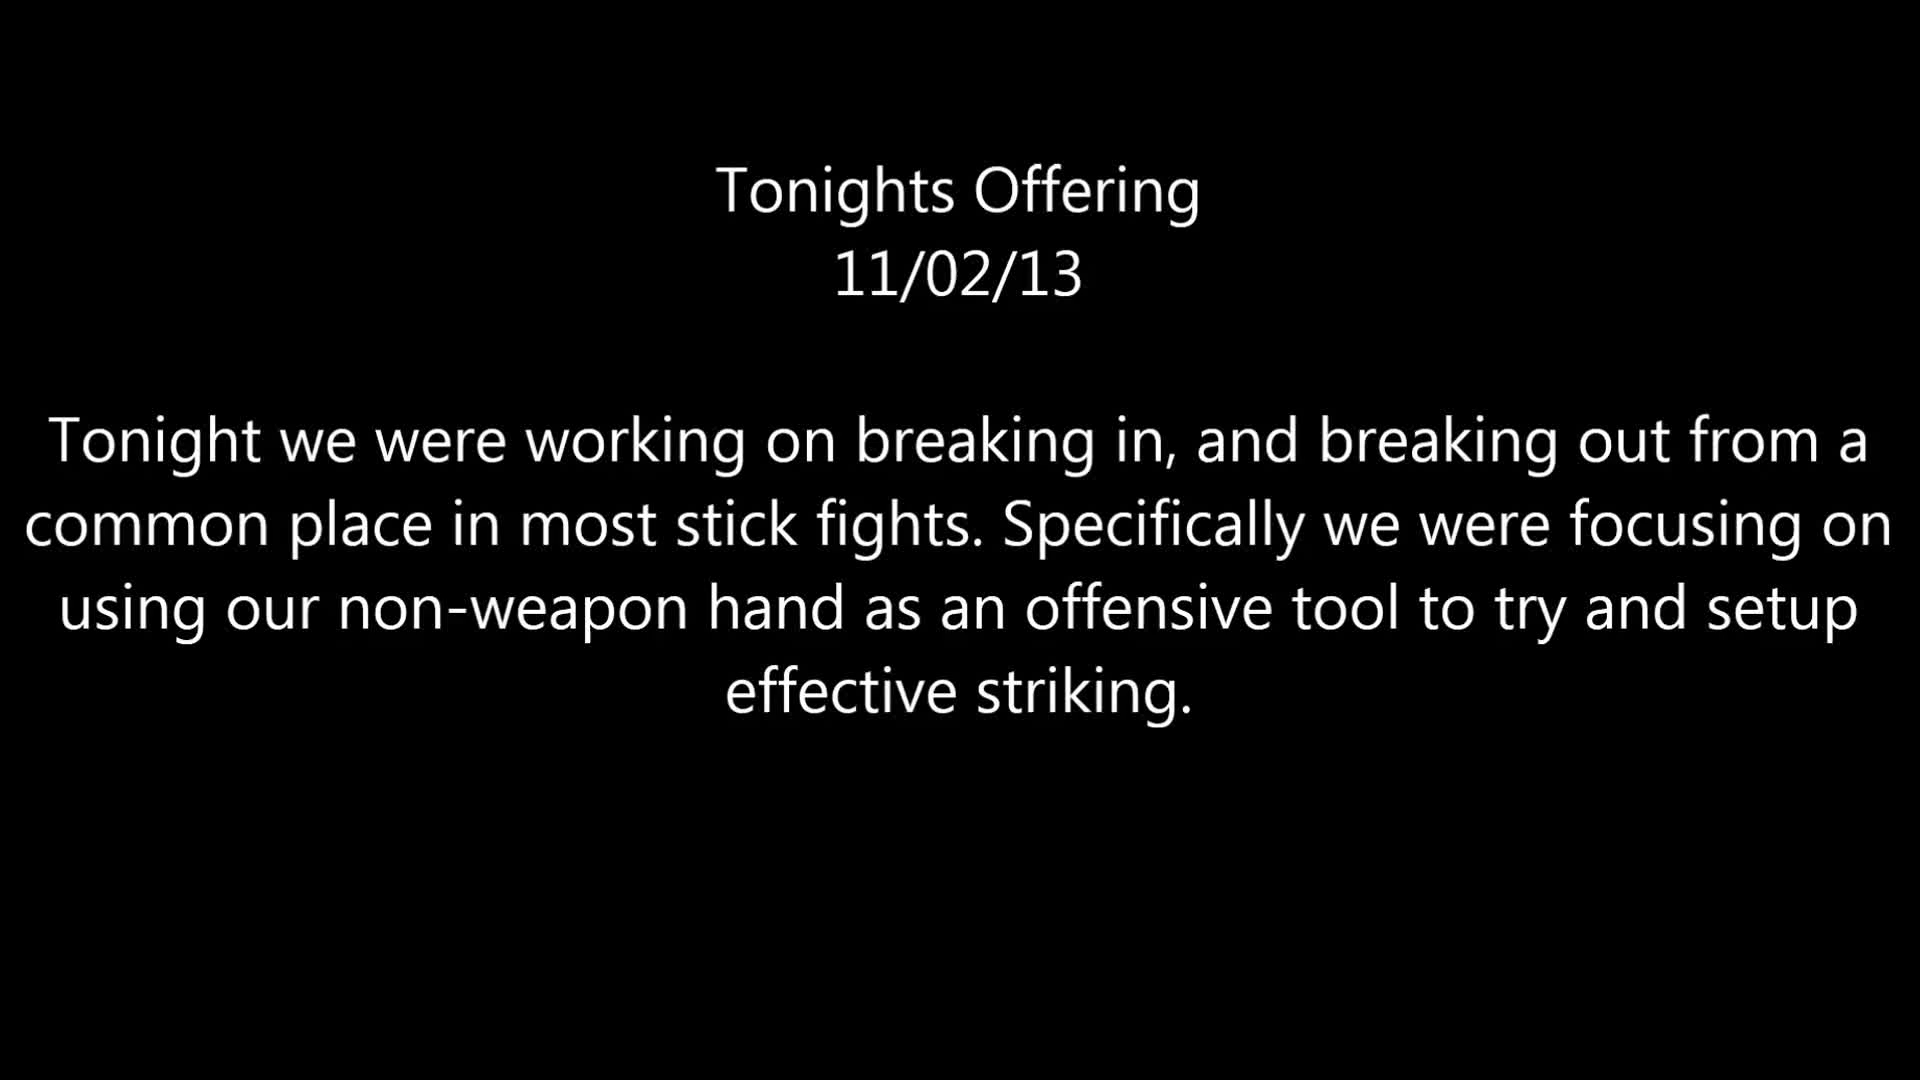 Tonights Offering
11/02/13
Tonight we were working on breaking in, and breaking out from a
common place in most stick fights. Specifically we were focusing on
using our non-weapon hand as an offensive tool to try and setup
effective striking.